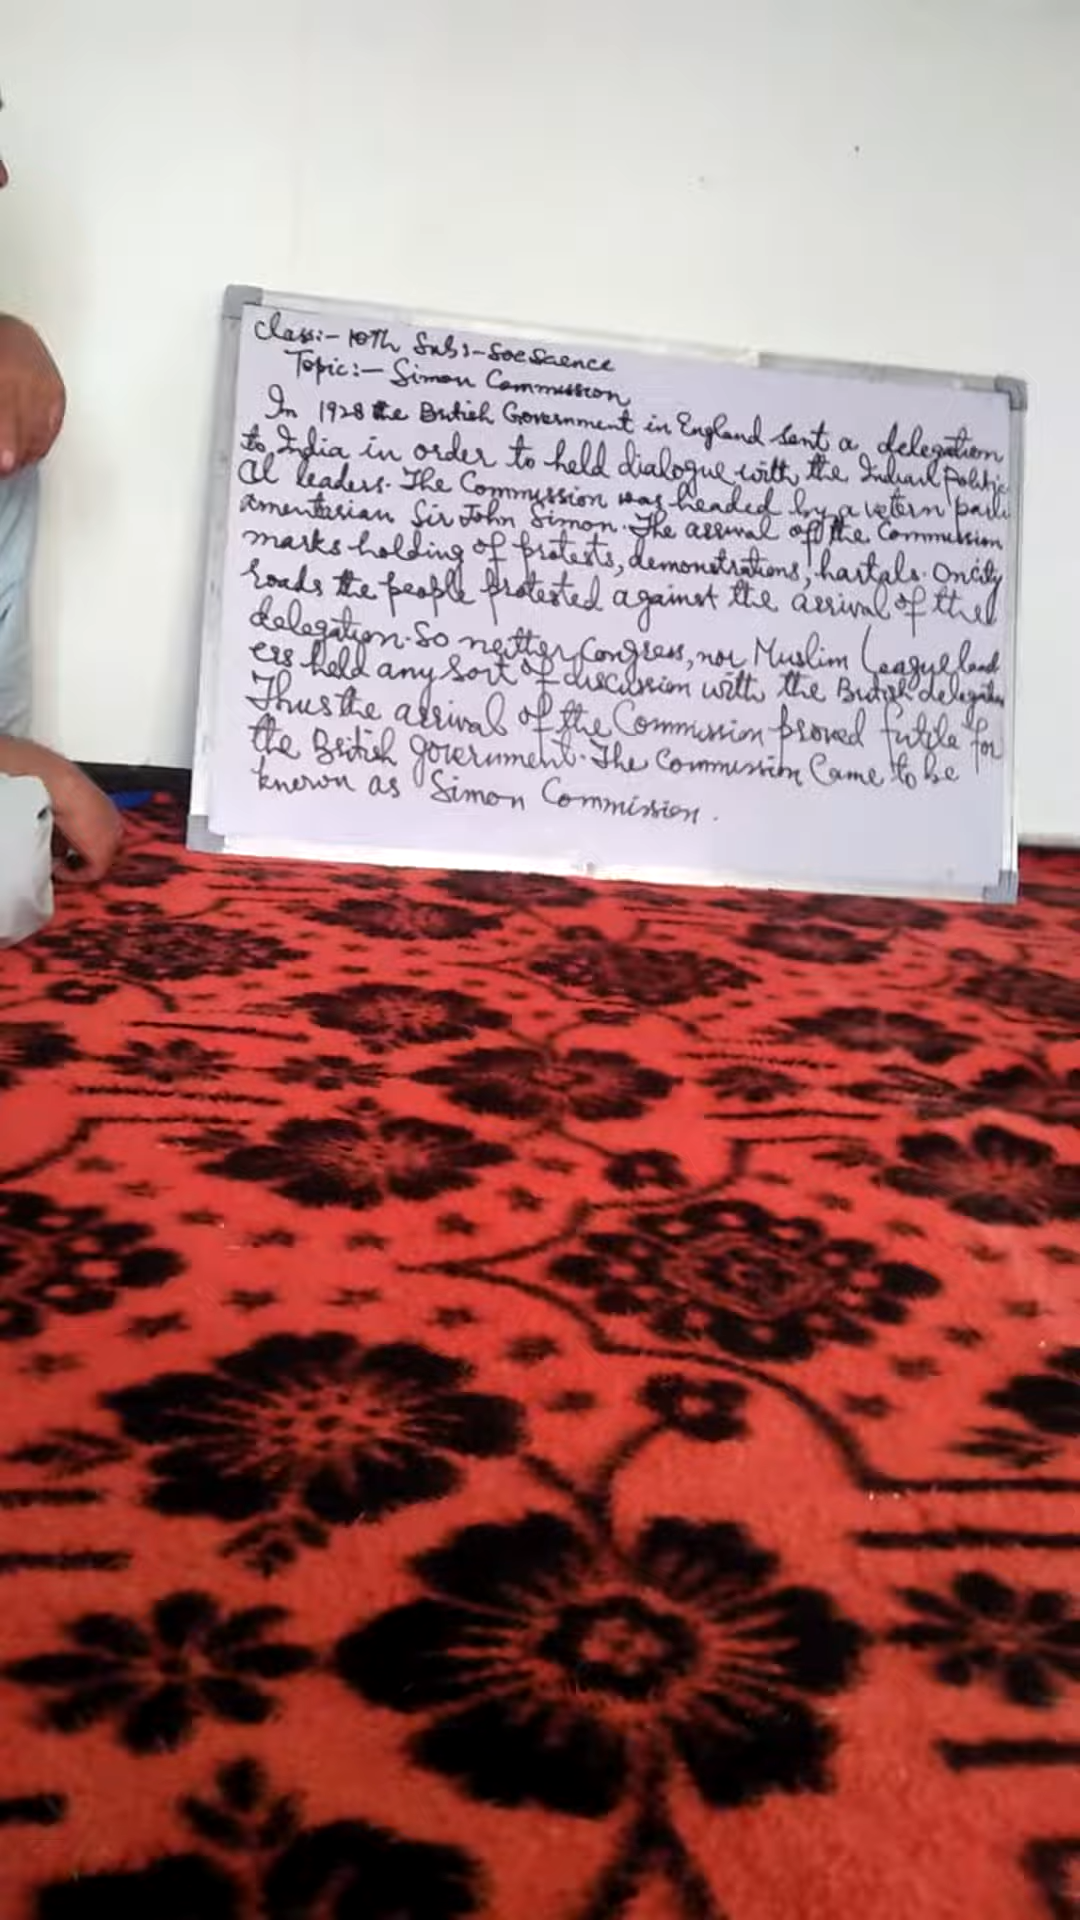 Class:- 10Th Subs - Soc Science
Topic:- Simon Commission
In 1928 the British Government in England sent a delegation
to India in order to held dialogue with the Indian Politic
al leaders. The Commission was headed by a vetern parli
amentarian Sir John Simon. The arrival of the Commission
marks holding of protests, demonstrations, hartals. On city
roads the people protested against the arrival of the
delegation. So neither Congress, nor Muslim League lead
ers held any sort of discussion with the British delegation
Thus the arrival of the Commission proved futile for
the British government. The Commission Came to be
known as Simon Commission.